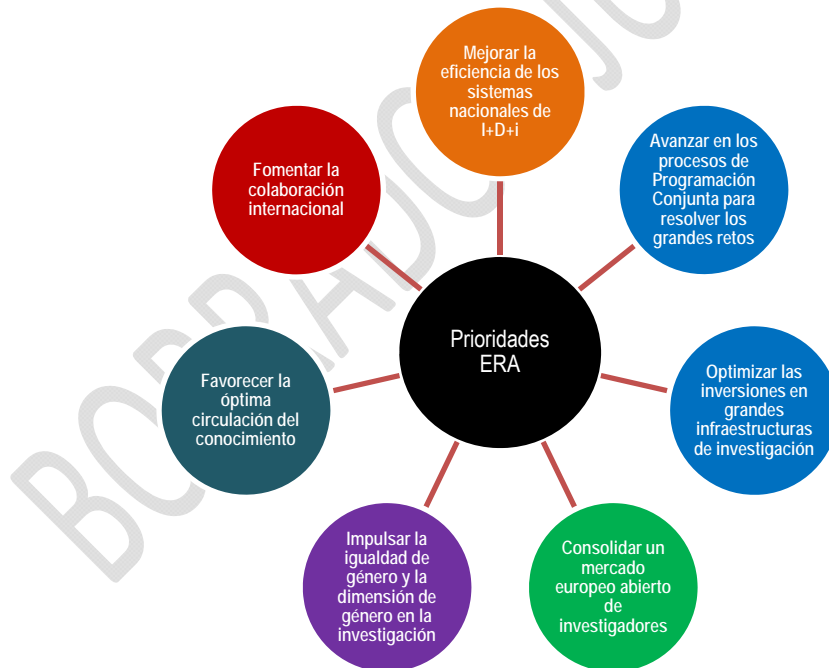 Mejorar la
eficiencia de los
sistemas
nacionales de
I+D+i
Avanzar en los
procesos de
Programación
Conjunta para
resolver los
grandes retos
Optimizar las
inversiones en
grandes
infraestructuras
de investigación
Consolidar un
mercado
europeo abierto
de
investigadores
Impulsar la
igualdad de
género y la
dimensión de
género en la
investigación
Favorecer la
óptima
circulación del
conocimiento
Fomentar la
colaboración
internacional
Prioridades
ERA